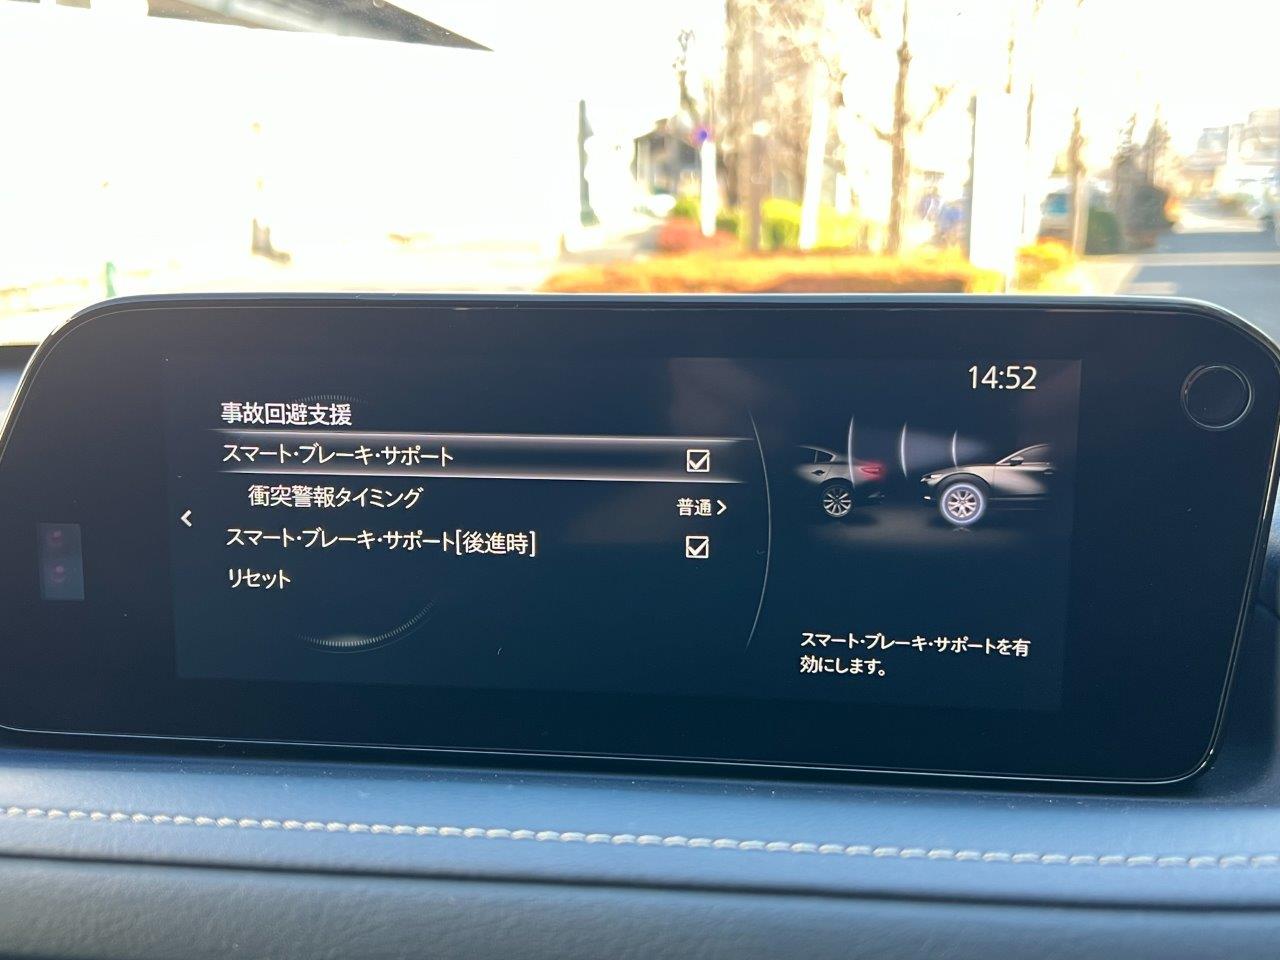 14:52
事故回避支援
スマート･ブレーキ･サポート
衝突警報タイミング 普通
スマート･ブレーキ･サポート[後進時]
リセット
スマート･ブレーキ･サポートを有
効にします。